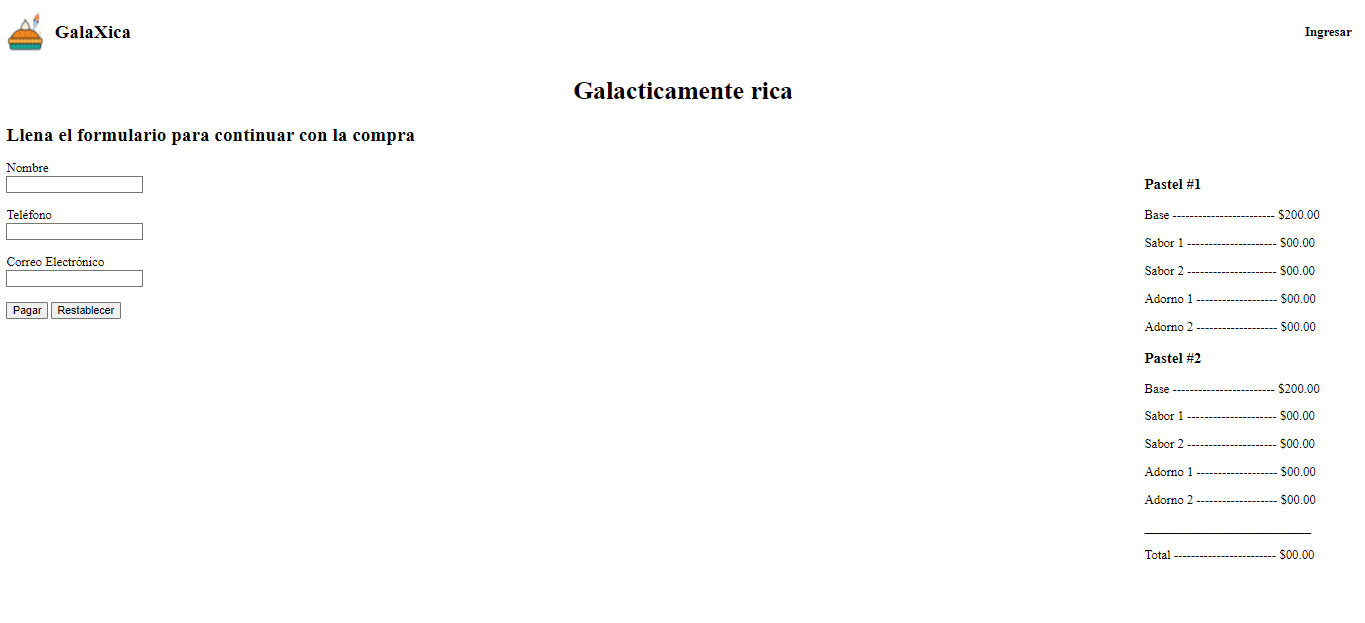 GalaXica
Ingresar
Galacticamente rica
Llena el formulario para continuar con la compra
Nombre
Teléfono
Correo Electrónico
Pagar Restablecer
Pastel #1
Base ------------------------ $200.00
Sabor 1 --------------------- $00.00
Sabor 2 --------------------- $00.00
Adorno 1 ------------------- $00.00
Adorno 2 ------------------- $00.00
Pastel #2
Base ------------------------ $200.00
Sabor 1 --------------------- $00.00
Sabor 2 --------------------- $00.00
Adorno 1 ------------------- $00.00
Adorno 2 ------------------- $00.00
___________________________
Total ------------------------ $00.00